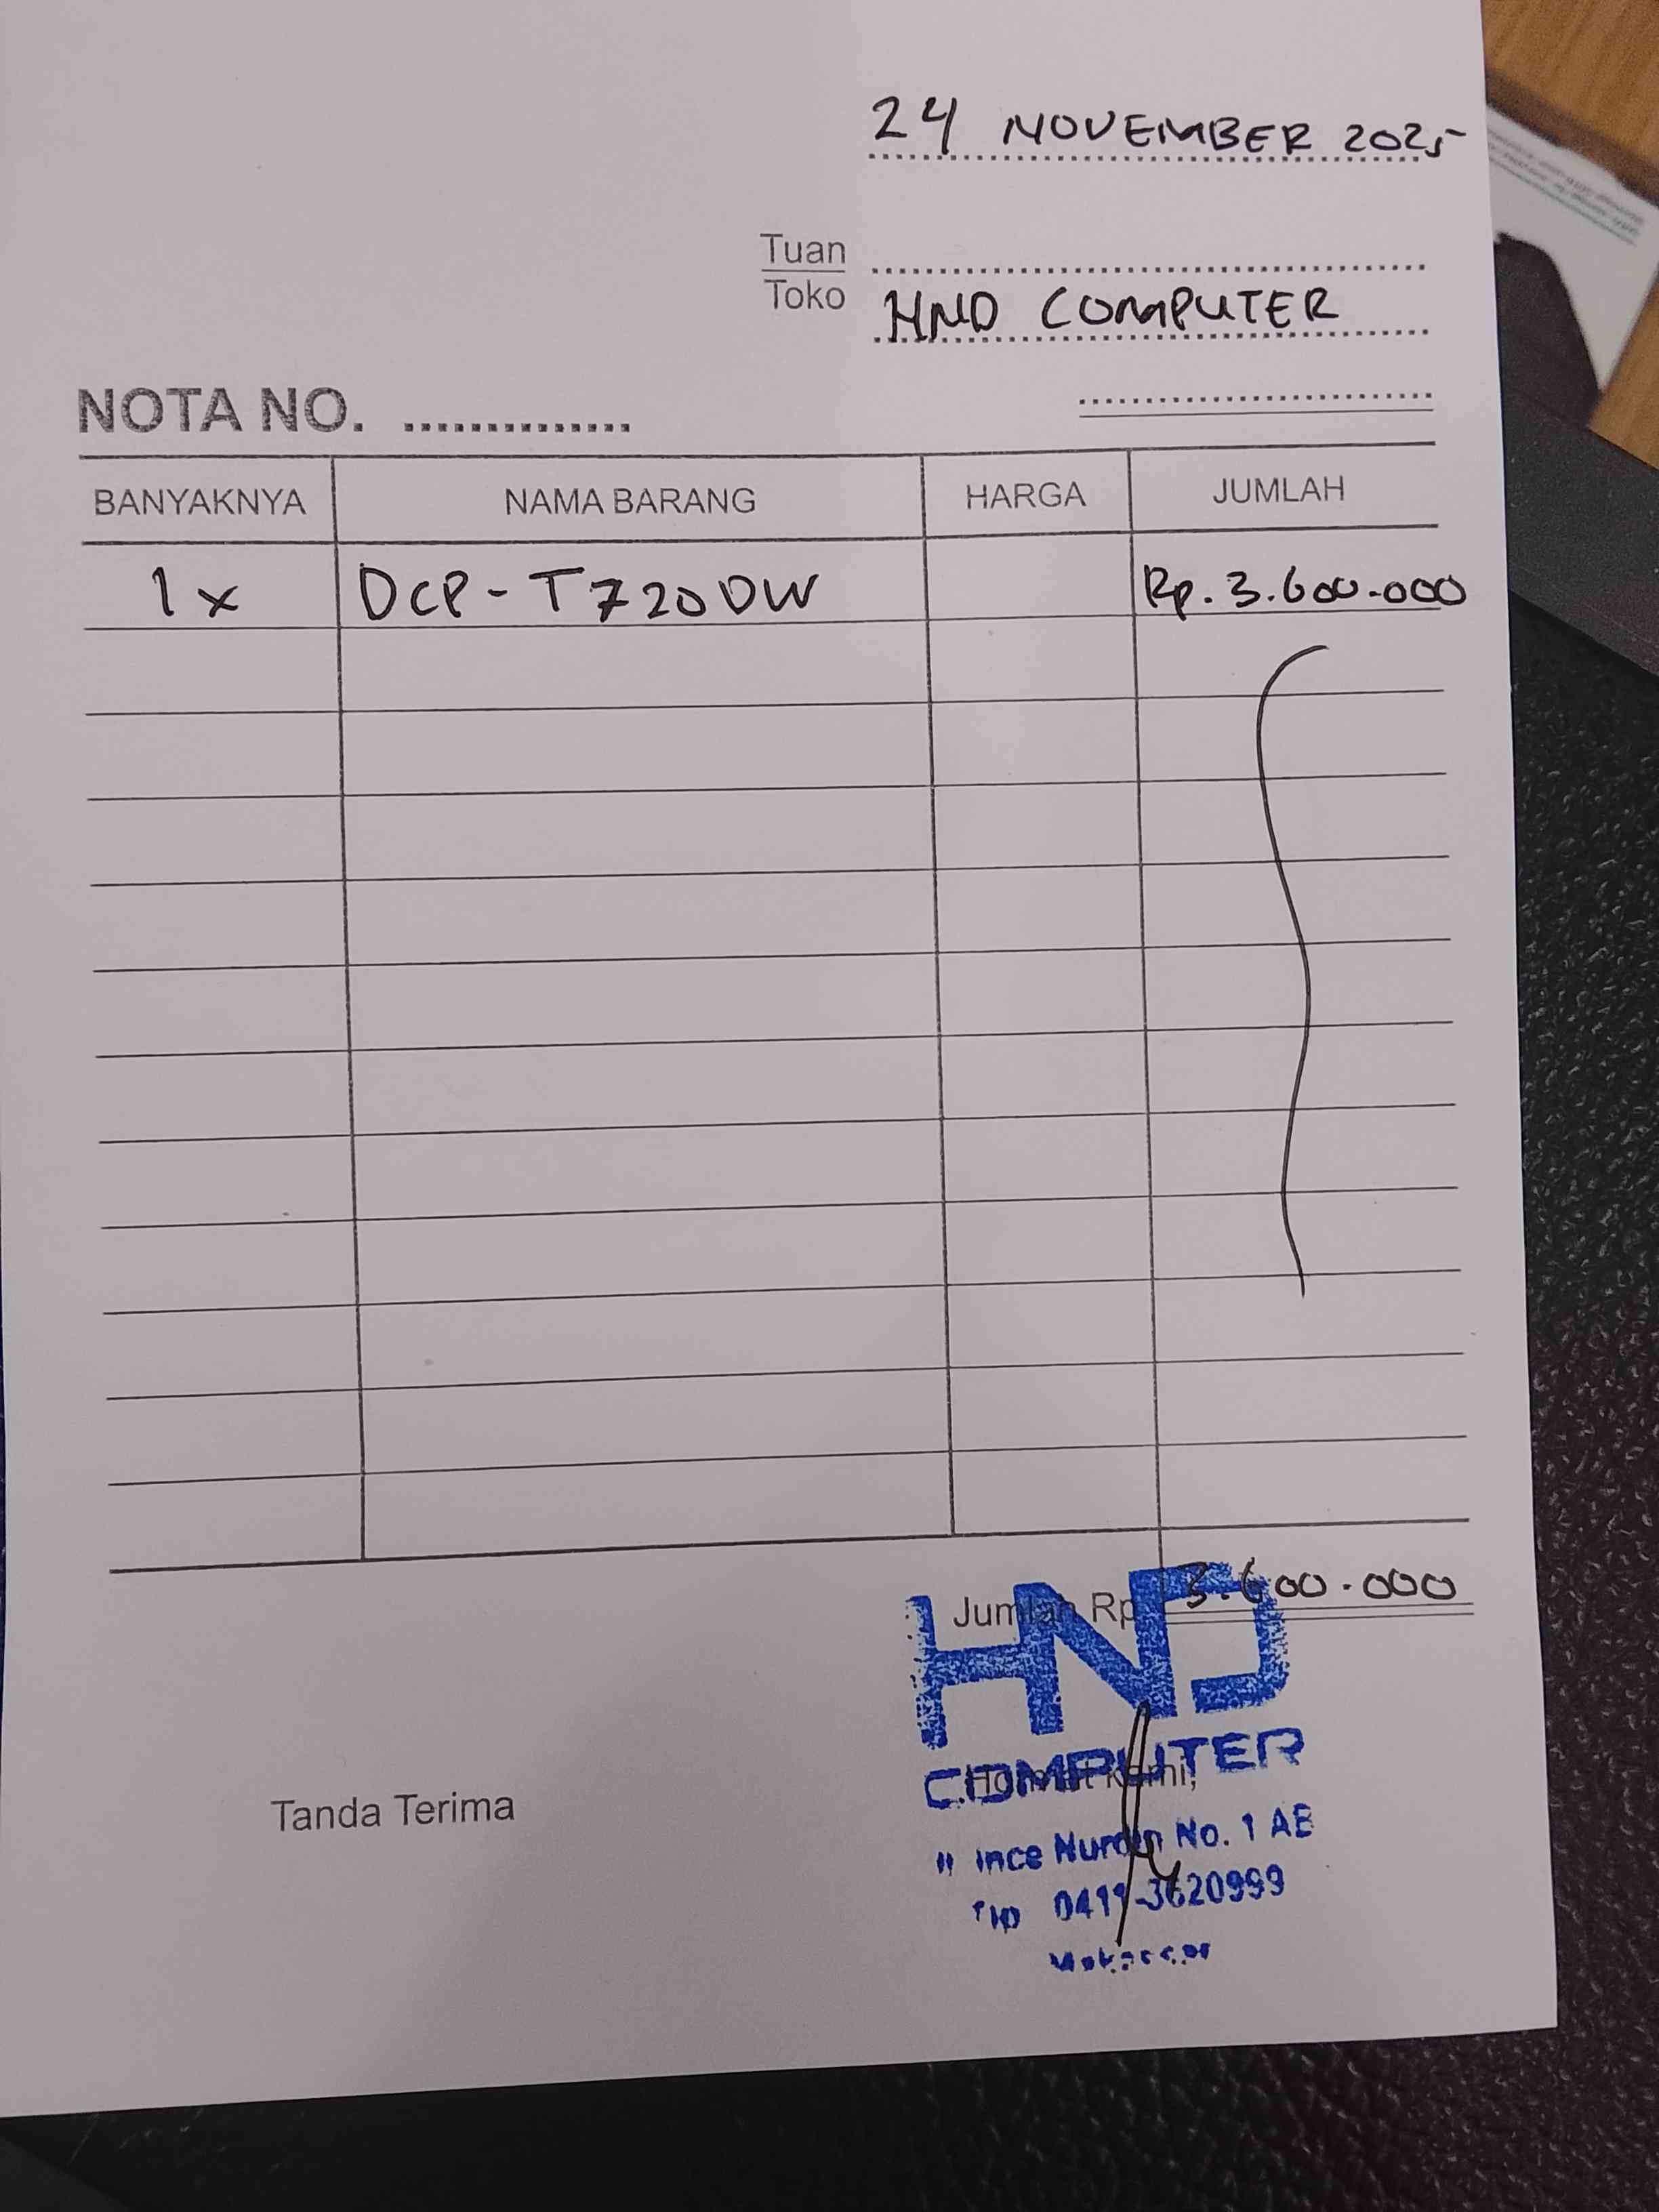 24 NOVEMBER 2025
Tuan
Toko HND COMPUTER
NOTA NO. ..............
BANYAKNYA NAMA BARANG HARGA JUMLAH
1x DCP-T720DW Rp. 3.600.000
Jumlah Rp 3.600.000
HND
COMPUTER
Tanda Terima Hormat kami,
Ince Nurdin No. 1 AB
Tlp 0411-3620999
Makassar